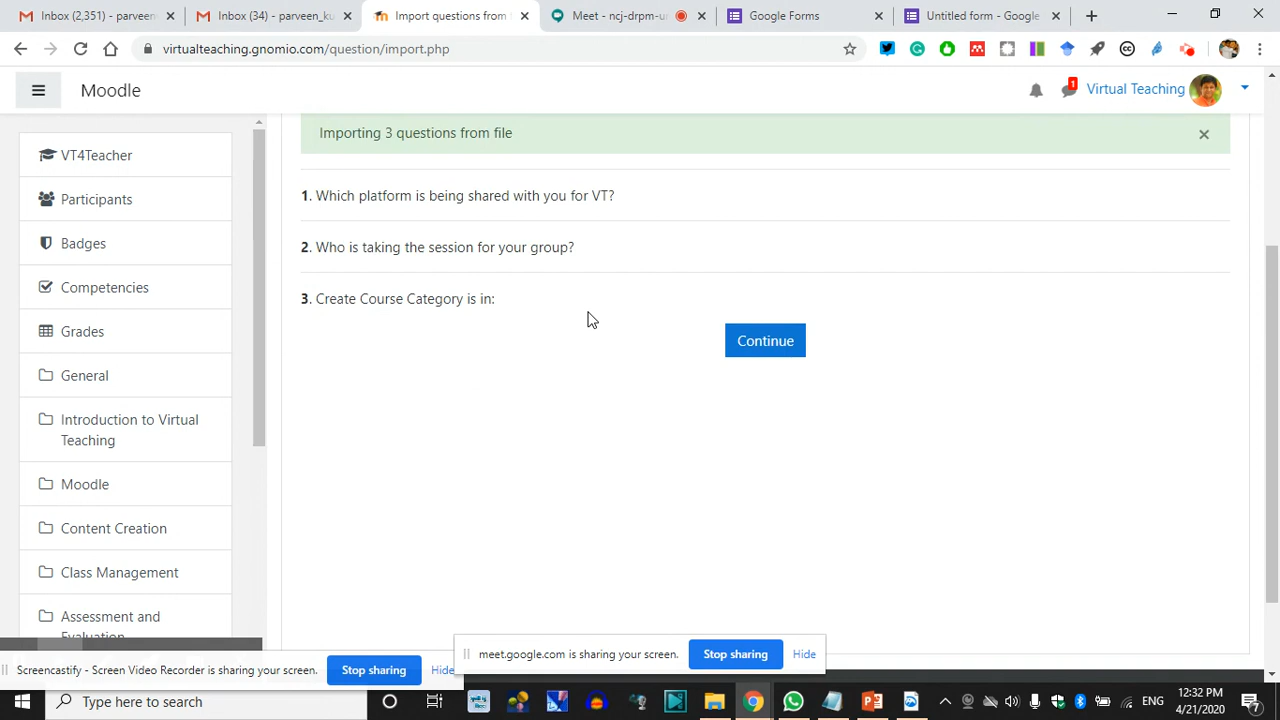 Inbox (2,351) - parveen
Inbox (34) - parveen_ku
Import questions from
Meet - ncj-drpm-u
Google Forms
Untitled form - Google
virtualteaching.gnomio.com/question/import.php
Moodle
1
Virtual Teaching
VT4Teacher
Participants
Badges
Competencies
Grades
General
Introduction to Virtual
Teaching
Moodle
Content Creation
Class Management
Assessment and
Evaluation
Importing 3 questions from file
1. Which platform is being shared with you for VT?
2. Who is taking the session for your group?
3. Create Course Category is in:
Continue
meet.google.com is sharing your screen.
Stop sharing
Hide
Screencastify - Screen Video Recorder is sharing your screen.
Stop sharing
Hide
Type here to search
ENG
12:32 PM
4/21/2020
7